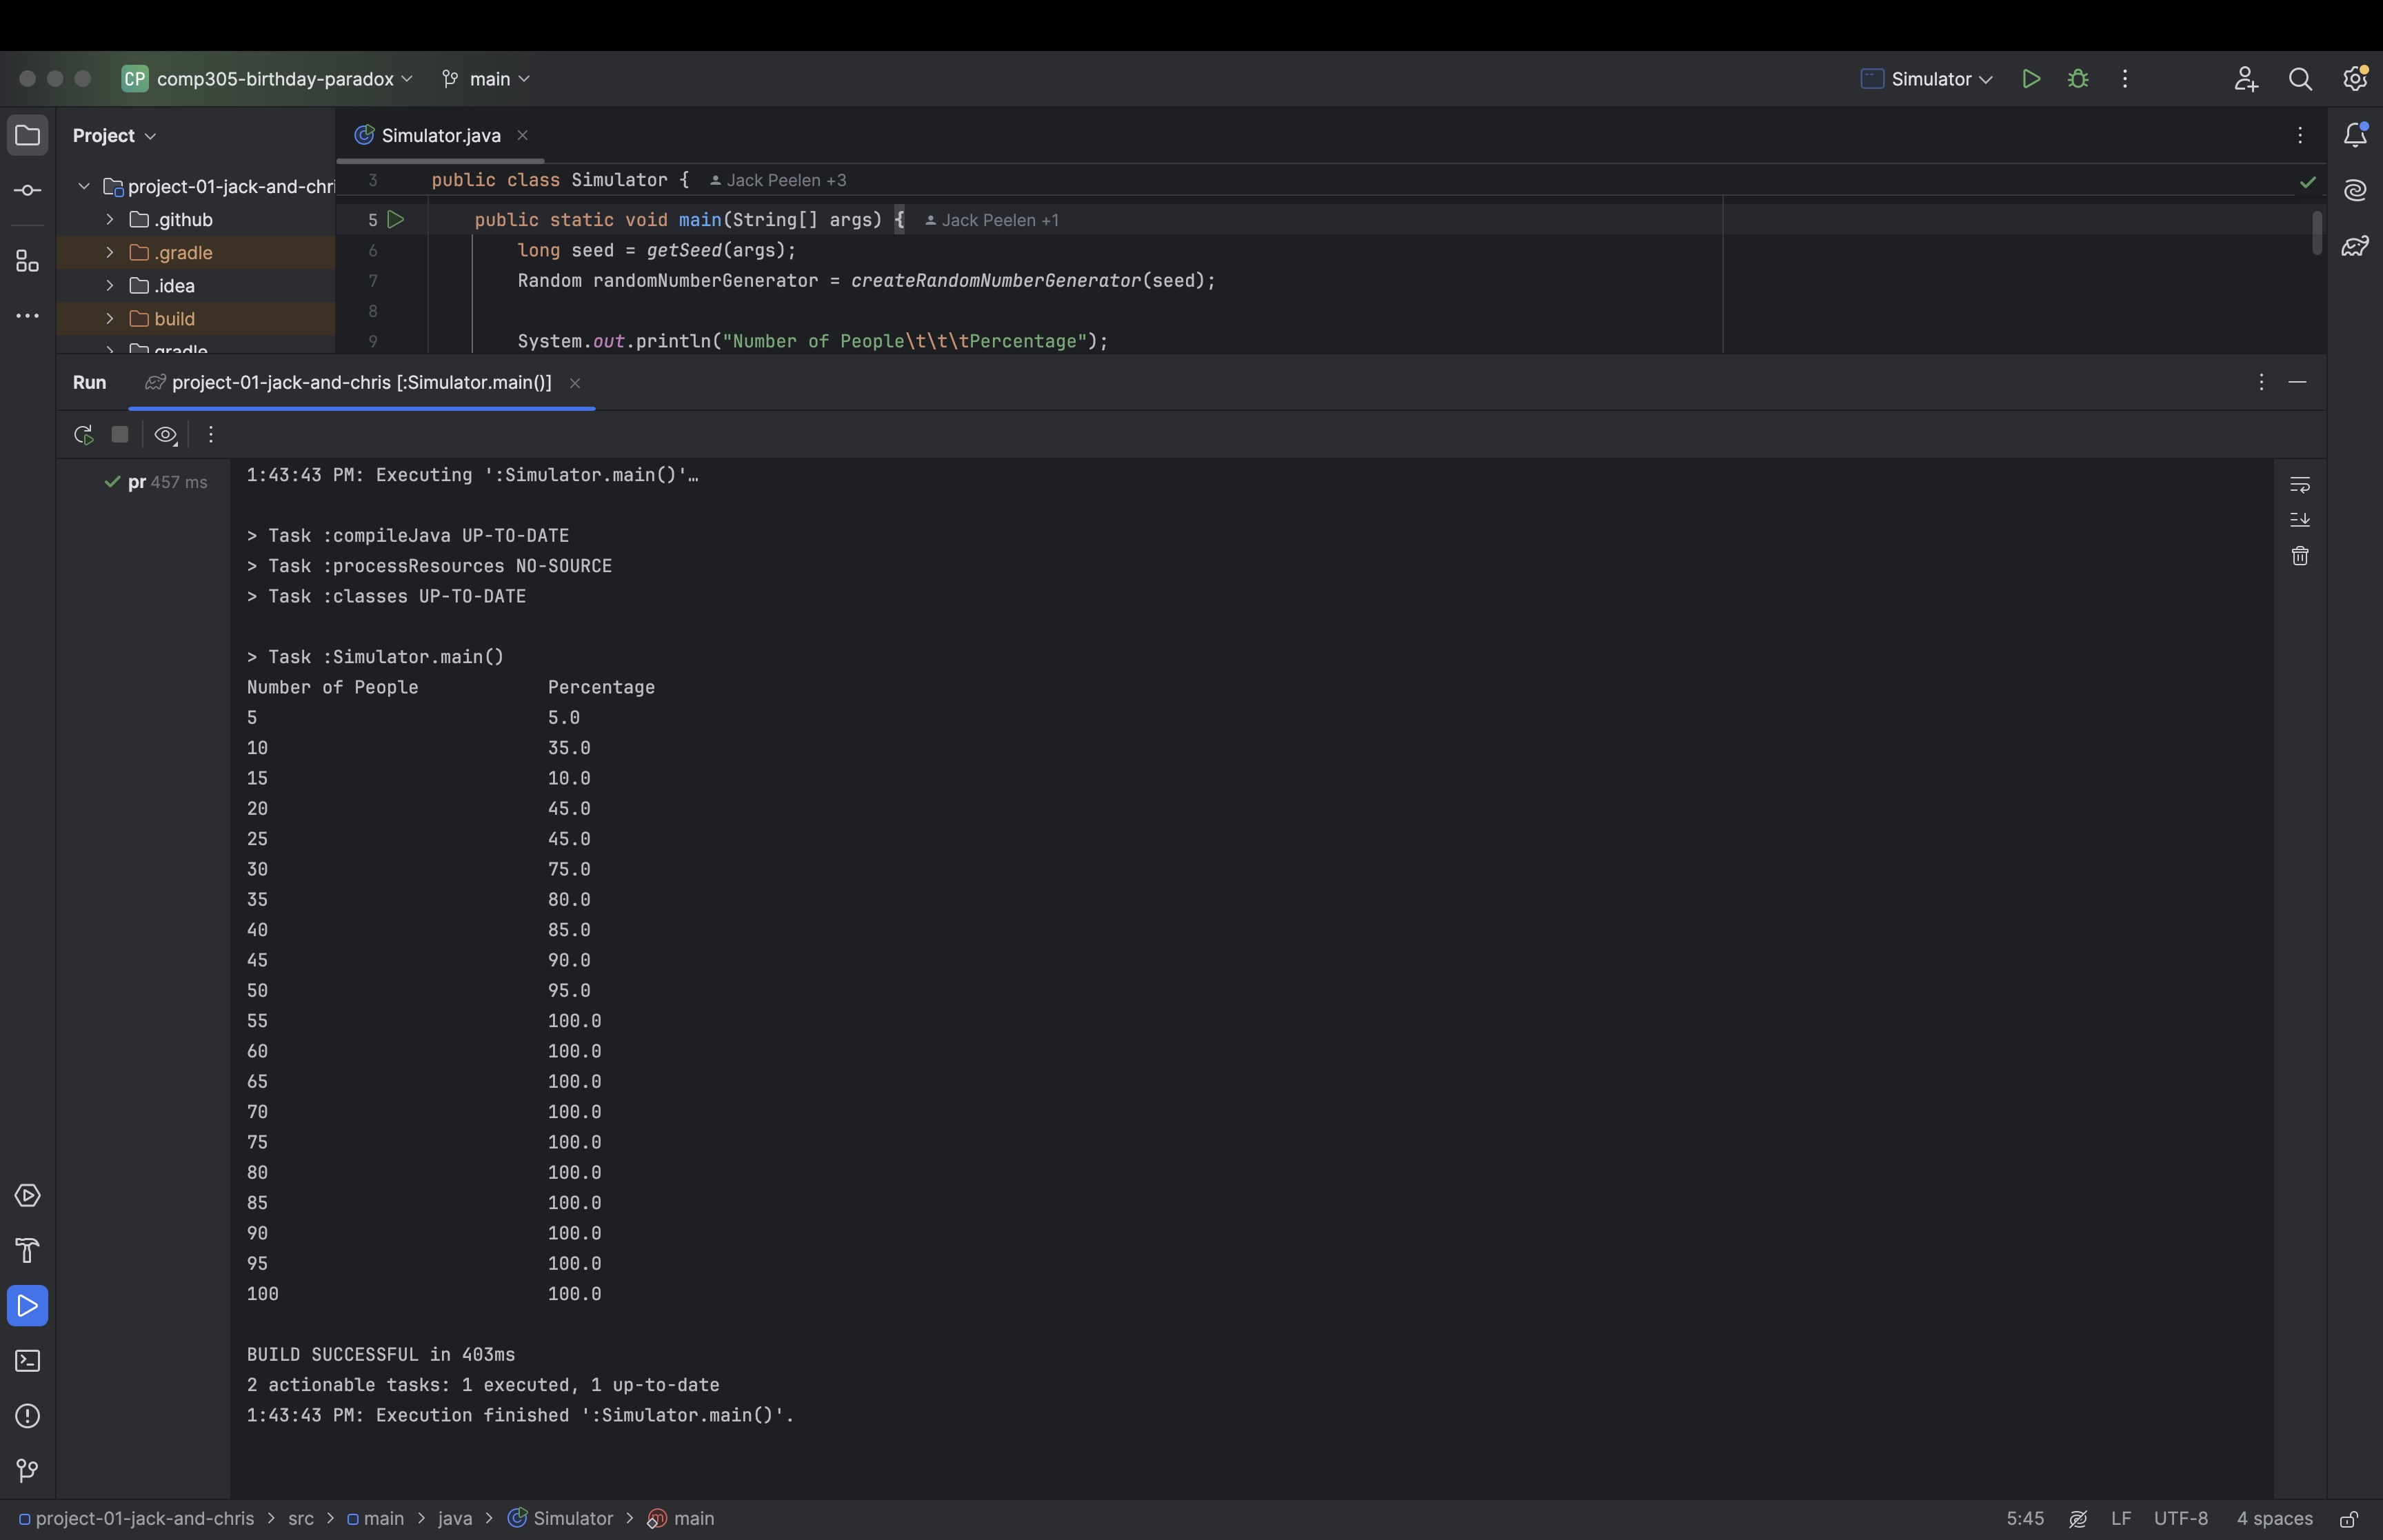 CP comp305-birthday-paradox main Simulator
Project
Simulator.java
project-01-jack-and-chri
.github
.gradle
.idea
build
gradle
3 public class Simulator { Jack Peelen +3
5 public static void main(String[] args) { Jack Peelen +1
6 long seed = getSeed(args);
7 Random randomNumberGenerator = createRandomNumberGenerator(seed);
8
9 System.out.println("Number of People\t\t\tPercentage");
Run project-01-jack-and-chris [:Simulator.main()]
pr 457 ms
1:43:43 PM: Executing ':Simulator.main()'…
> Task :compileJava UP-TO-DATE
> Task :processResources NO-SOURCE
> Task :classes UP-TO-DATE
> Task :Simulator.main()
Number of People Percentage
5 5.0
10 35.0
15 10.0
20 45.0
25 45.0
30 75.0
35 80.0
40 85.0
45 90.0
50 95.0
55 100.0
60 100.0
65 100.0
70 100.0
75 100.0
80 100.0
85 100.0
90 100.0
95 100.0
100 100.0
BUILD SUCCESSFUL in 403ms
2 actionable tasks: 1 executed, 1 up-to-date
1:43:43 PM: Execution finished ':Simulator.main()'.
project-01-jack-and-chris > src > main > java > Simulator > main 5:45 LF UTF-8 4 spaces